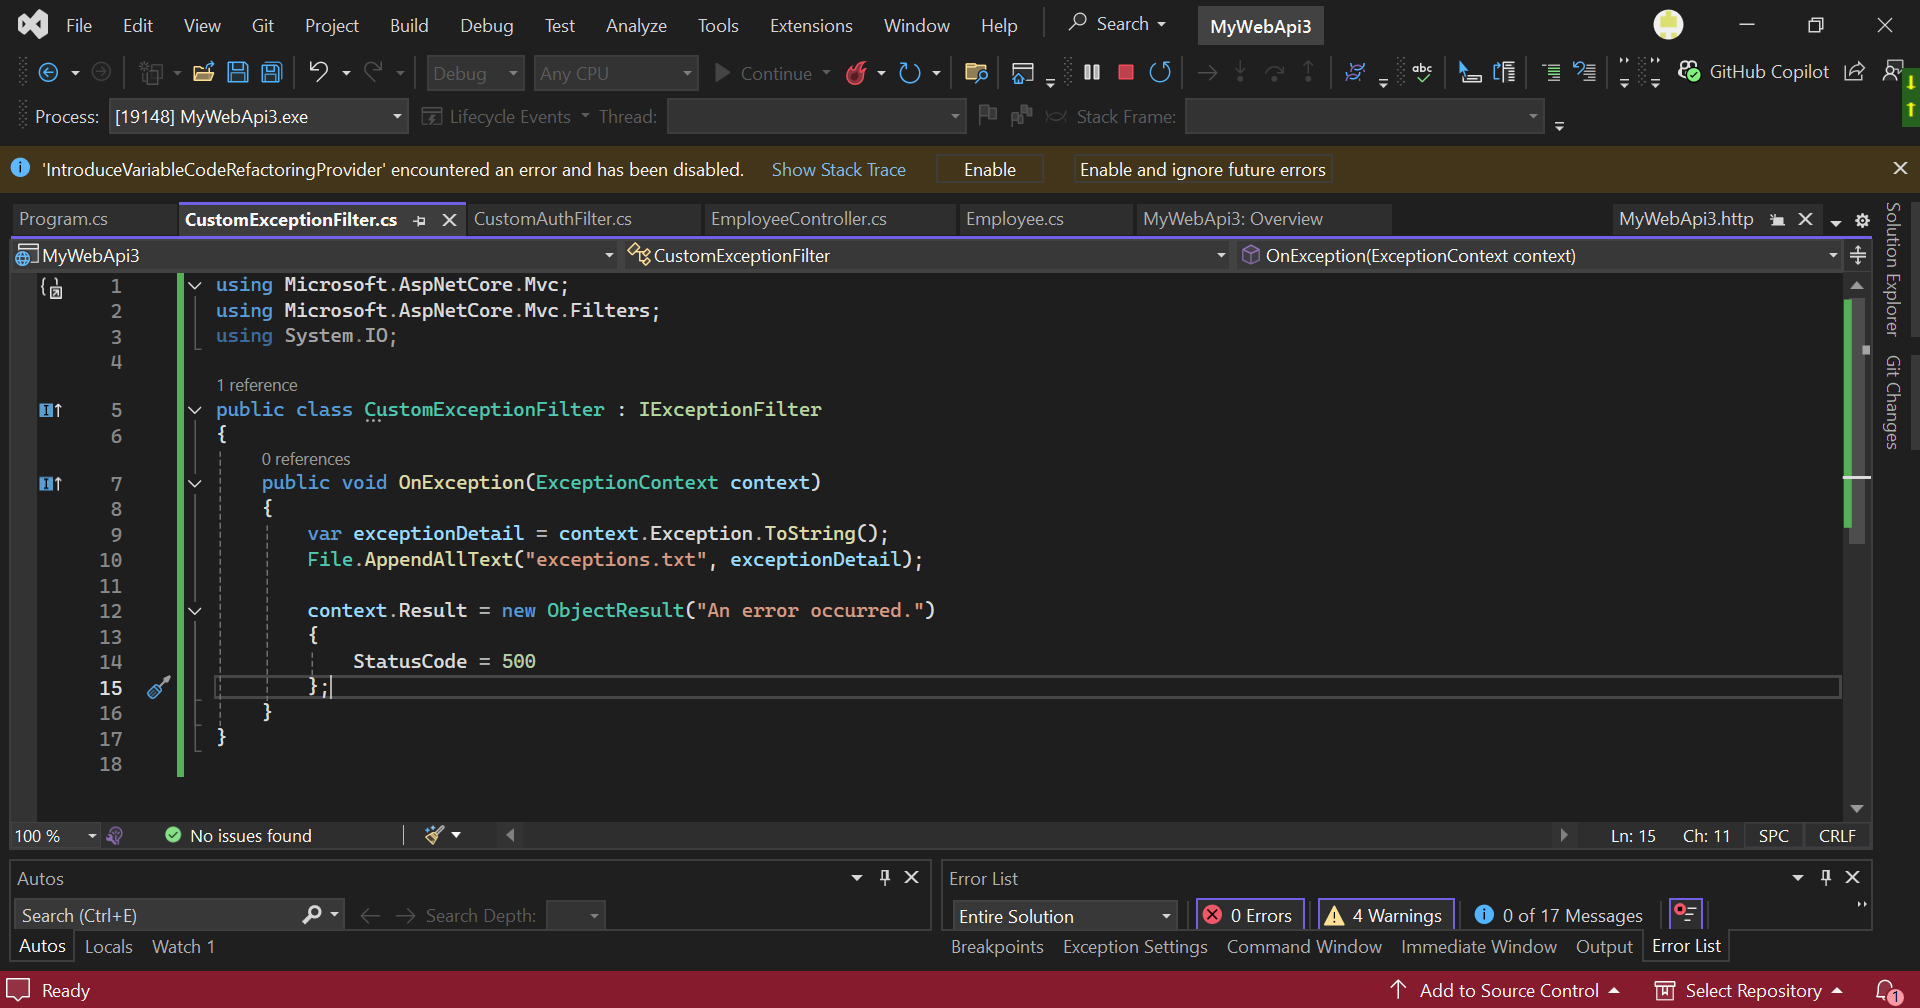 File Edit View Git Project Build Debug Test Analyze Tools Extensions Window Help Search MyWebApi3
Debug Any CPU Continue abc GitHub Copilot
Process: [19148] MyWebApi3.exe Lifecycle Events Thread: Stack Frame:
'IntroduceVariableCodeRefactoringProvider' encountered an error and has been disabled. Show Stack Trace Enable Enable and ignore future errors
Program.cs CustomExceptionFilter.cs CustomAuthFilter.cs EmployeeController.cs Employee.cs MyWebApi3: Overview MyWebApi3.http
MyWebApi3 CustomExceptionFilter OnException(ExceptionContext context)
1 using Microsoft.AspNetCore.Mvc;
2 using Microsoft.AspNetCore.Mvc.Filters;
3 using System.IO;
4
1 reference
5 public class CustomExceptionFilter : IExceptionFilter
6 {
0 references
7 public void OnException(ExceptionContext context)
8 {
9 var exceptionDetail = context.Exception.ToString();
10 File.AppendAllText("exceptions.txt", exceptionDetail);
11
12 context.Result = new ObjectResult("An error occurred.")
13 {
14 StatusCode = 500
15 };
16 }
17 }
18
Solution Explorer
Git Changes
100 % No issues found Ln: 15 Ch: 11 SPC CRLF
Autos
Search (Ctrl+E) Search Depth:
Autos Locals Watch 1
Error List
Entire Solution 0 Errors 4 Warnings 0 of 17 Messages
Breakpoints Exception Settings Command Window Immediate Window Output Error List
Ready Add to Source Control Select Repository 1